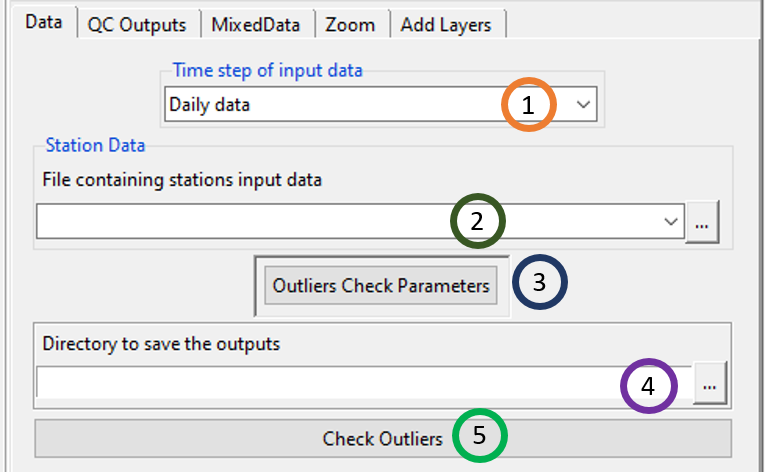 Data QC Outputs MixedData Zoom Add Layers
Time step of input data
Daily data 1
Station Data
File containing stations input data
2 ...
Outliers Check Parameters 3
Directory to save the outputs
4 ...
Check Outliers 5